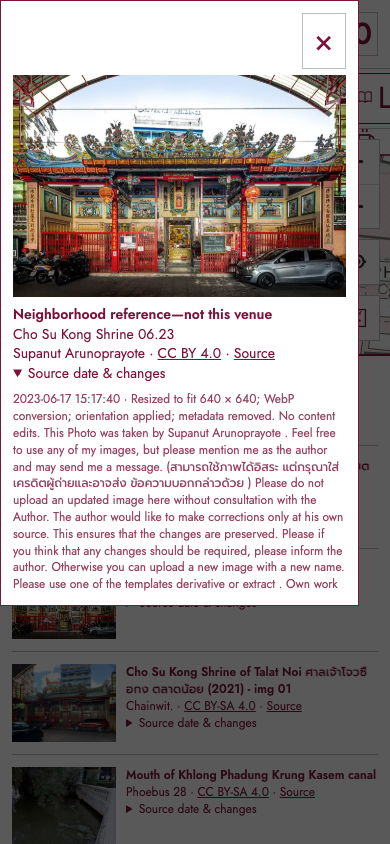 ×
Neighborhood reference—not this venue
Cho Su Kong Shrine 06.23
Supanut Arunoprayote · CC BY 4.0 · Source
▼ Source date & changes
2023-06-17 15:17:40 · Resized to fit 640 × 640; WebP
conversion; orientation applied; metadata removed. No content
edits. This Photo was taken by Supanut Arunoprayote . Feel free
to use any of my images, but please mention me as the author
and may send me a message. (สามารถใช้ภาพได้อิสระ แต่กรุณาใส่
เครดิตผู้ถ่ายและอาจส่ง ข้อความบอกกล่าวด้วย ) Please do not
upload an updated image here without consultation with the
Author. The author would like to make corrections only at his own
source. This ensures that the changes are preserved. Please if
you think that any changes should be required, please inform the
author. Otherwise you can upload a new image with a new name.
Please use one of the templates derivative or extract . Own work
Cho Su Kong Shrine of Talat Noi ศาลเจ้าโจวซื
อกง ตลาดน้อย (2021) - img 01
Chainwit. · CC BY-SA 4.0 · Source
▶ Source date & changes
Mouth of Khlong Phadung Krung Kasem canal
Phoebus 28 · CC BY-SA 4.0 · Source
▶ Source date & changes